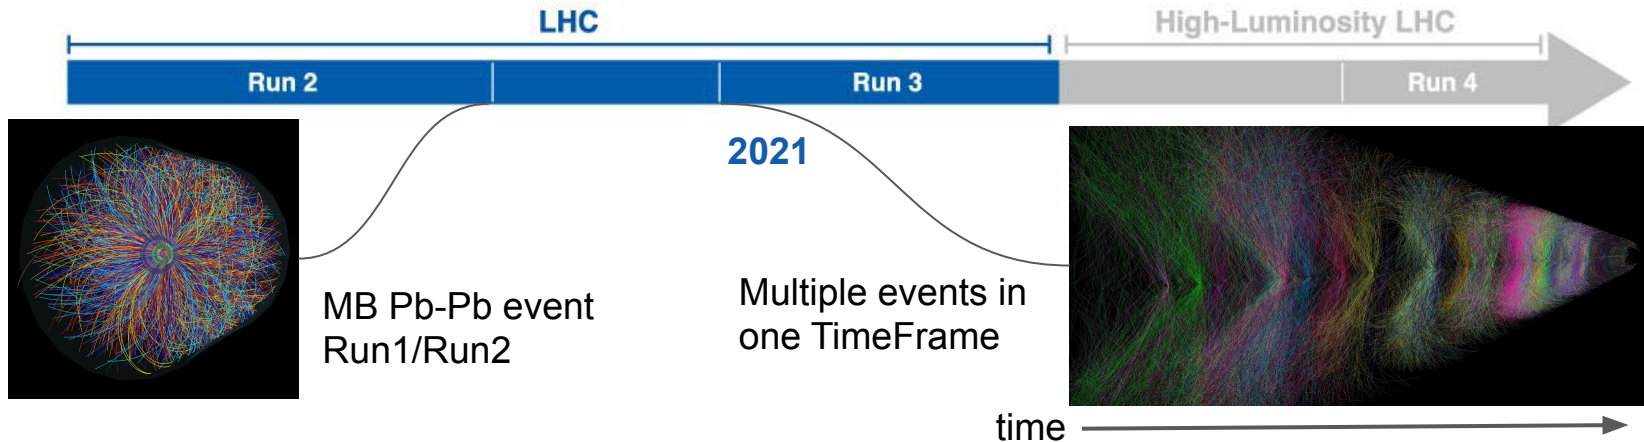 LHC
High-Luminosity LHC
Run 2
Run 3
Run 4
2021
MB Pb-Pb event
Run1/Run2
Multiple events in
one TimeFrame
time